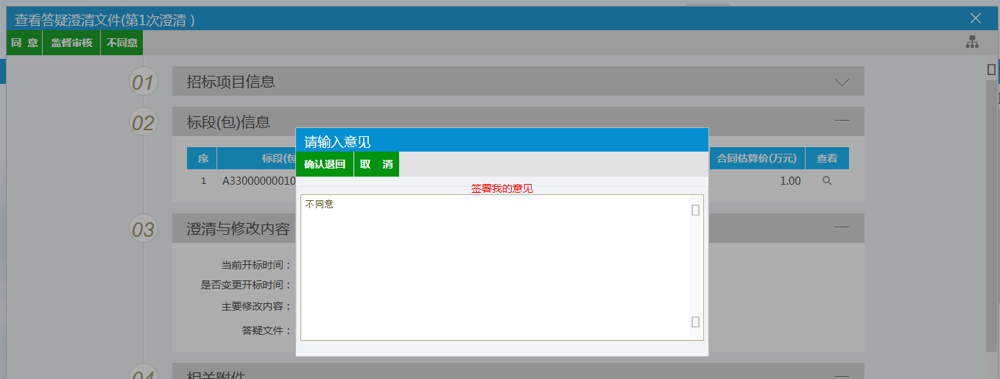 查看答疑澄清文件(第1次澄清 )
同 意 监督审核 不同意
01 招标项目信息
02 标段(包)信息
请输入意见
确认退回 取 消
序 标段(包 合同估算价(万元) 查看
1 A33000000010 1.00
签署我的意见
不同意
03 澄清与修改内容
当前开标时间：
是否变更开标时间：
主要修改内容：
答疑文件：
04 相关附件